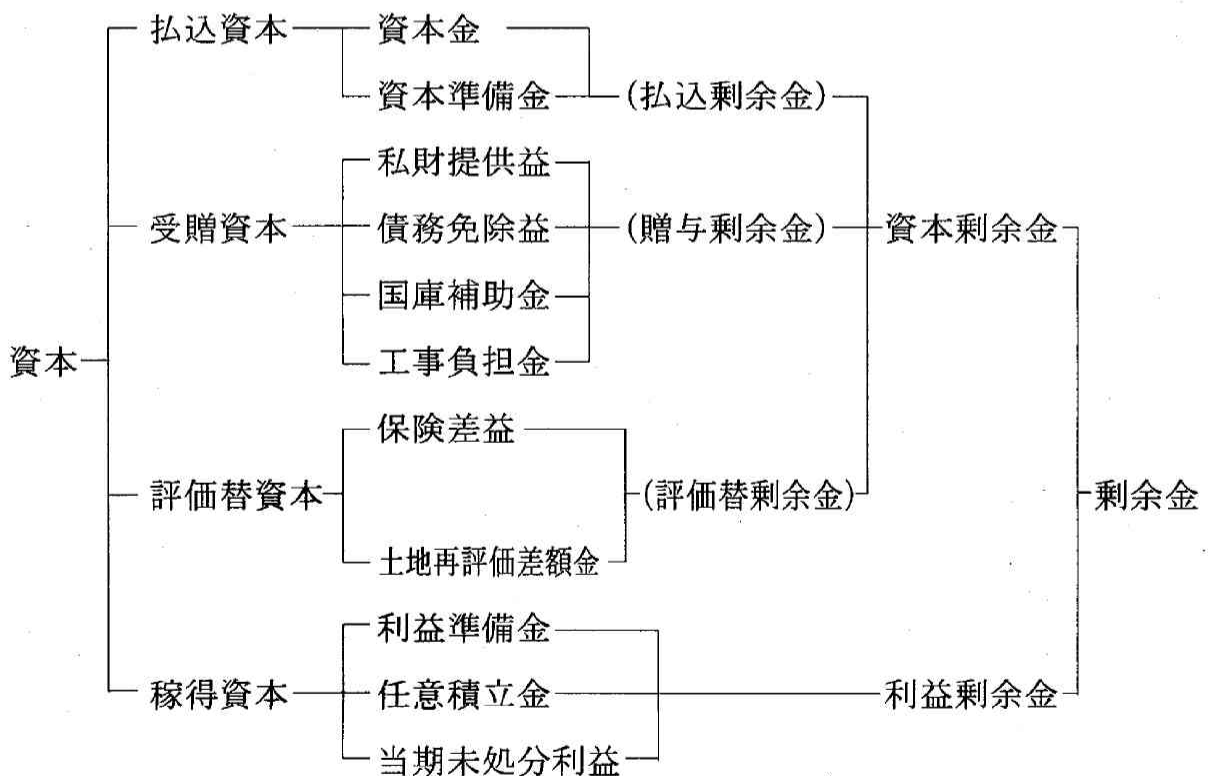 払込資本 資本金
資本準備金 (払込剰余金)
私財提供益
受贈資本 債務免除益 (贈与剰余金) 資本剰余金
国庫補助金
資本 工事負担金
保険差益
評価替資本 (評価替剰余金) 剰余金
土地再評価差額金
利益準備金
稼得資本 任意積立金 利益剰余金
当期未処分利益